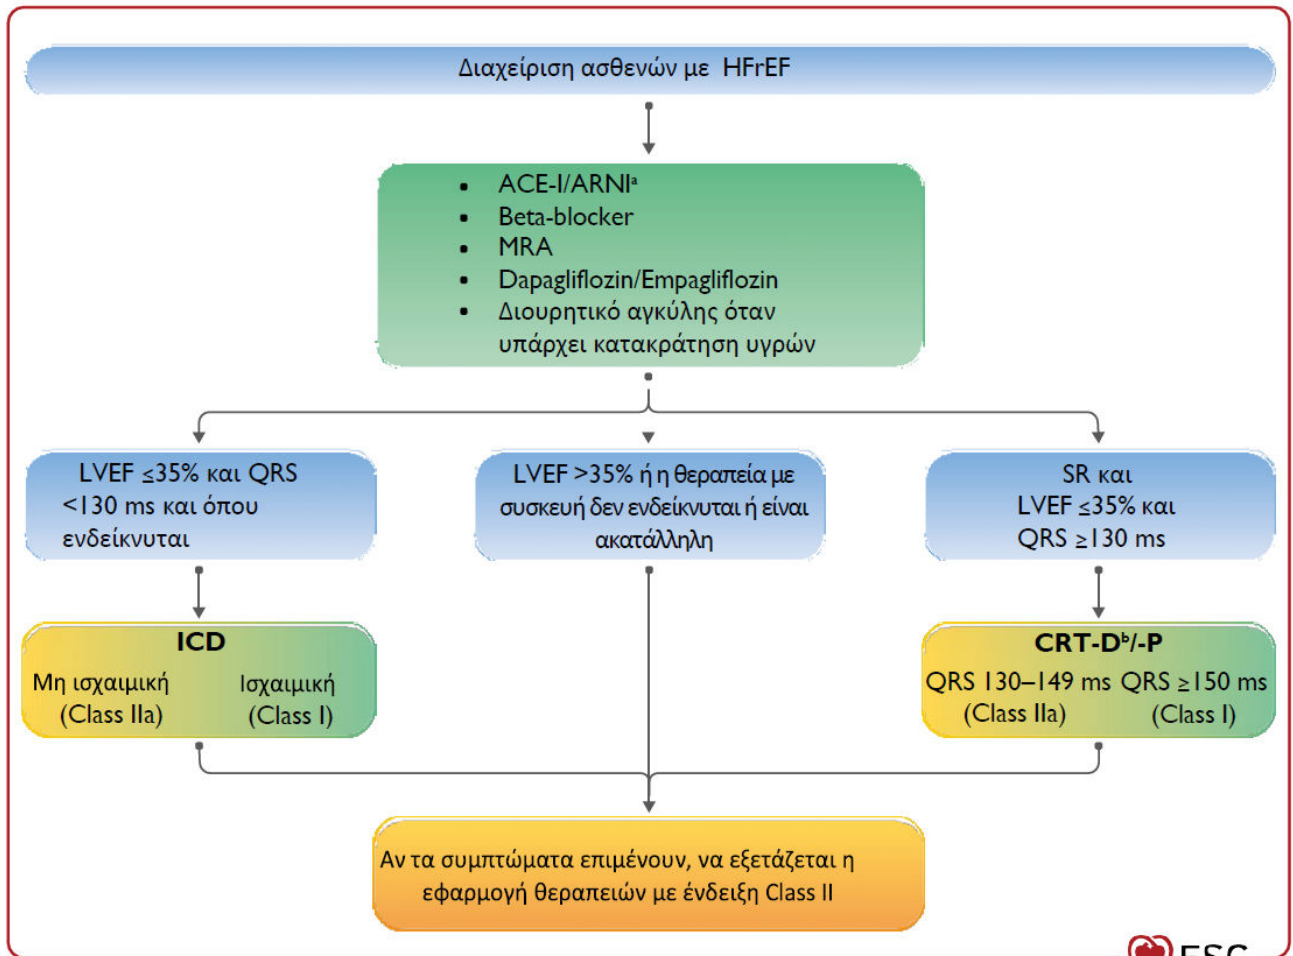 Διαχείριση ασθενών με HFrEF
• ACE-I/ARNIᵃ
• Beta-blocker
• MRA
• Dapagliflozin/Empagliflozin
• Διουρητικό αγκύλης όταν
υπάρχει κατακράτηση υγρών
LVEF ≤35% και QRS
<130 ms και όπου
ενδείκνυται
LVEF >35% ή η θεραπεία με
συσκευή δεν ενδείκνυται ή είναι
ακατάλληλη
SR και
LVEF ≤35% και
QRS ≥130 ms
ICD
Μη ισχαιμική
(Class IIa)
Ισχαιμική
(Class I)
CRT-Dᵇ/-P
QRS 130–149 ms
(Class IIa)
QRS ≥150 ms
(Class I)
Αν τα συμπτώματα επιμένουν, να εξετάζεται η
εφαρμογή θεραπειών με ένδειξη Class II
ESC